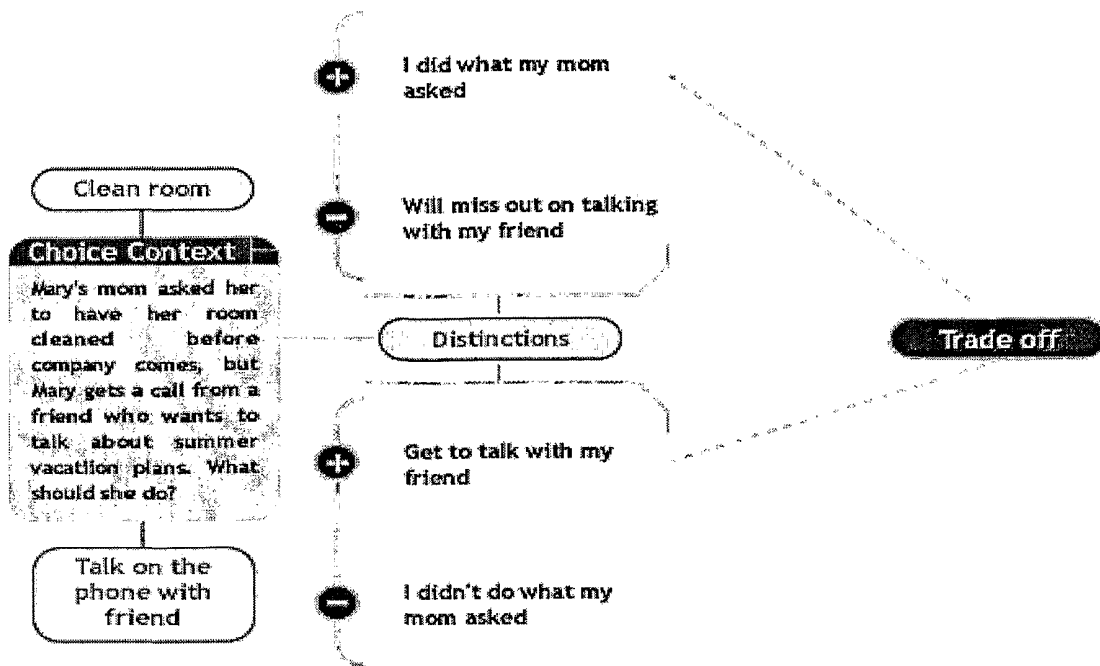 I did what my mom
asked
Clean room
Will miss out on talking
with my friend
Choice Context
Mary's mom asked her
to have her room
cleaned before
company comes, but
Mary gets a call from a
friend who wants to
talk about summer
vacatiion plans. What
should she do?
Distinctions
Trade off
Get to talk with my
friend
Talk on the
phone with
friend
I didn't do what my
mom asked